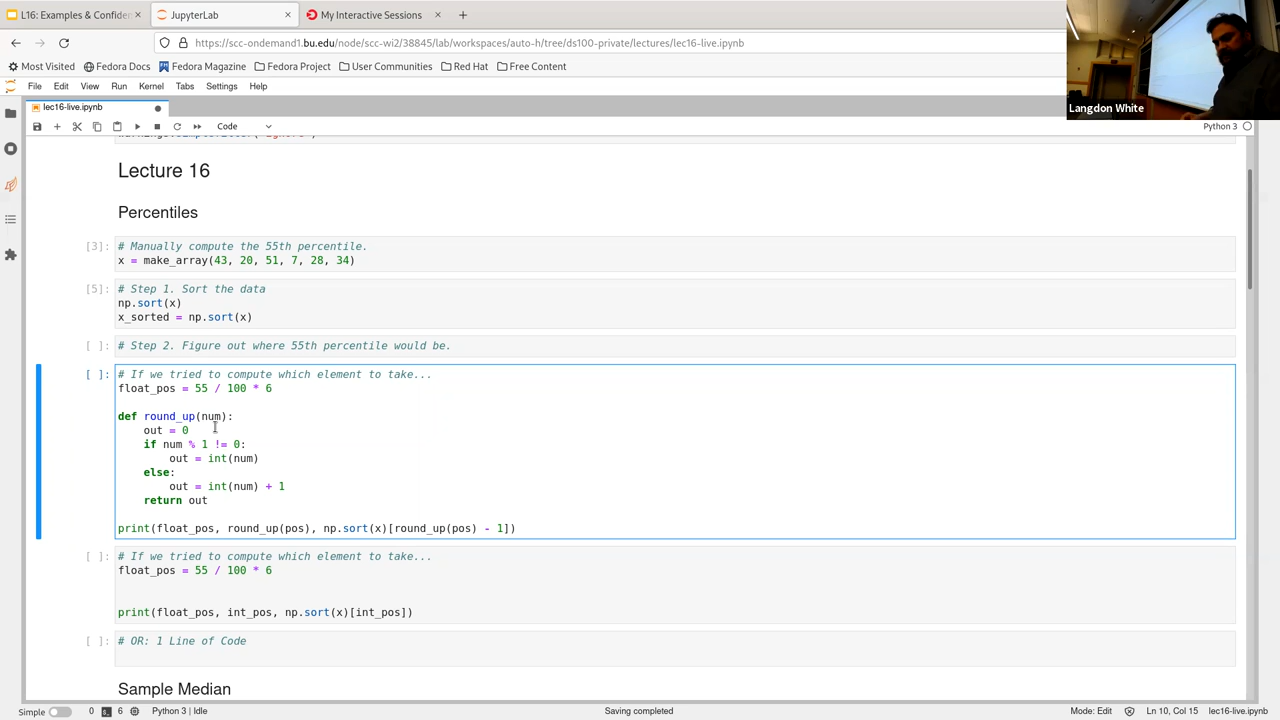 L16: Examples & Confiden
JupyterLab
My Interactive Sessions
https://scc-ondemand1.bu.edu/node/scc-wi2/38845/lab/workspaces/auto-h/tree/ds100-private/lectures/lec16-live.ipynb
Most Visited
Fedora Docs
Fedora Magazine
Fedora Project
User Communities
Red Hat
Free Content
Langdon White
File Edit View Run Kernel Tabs Settings Help
lec16-live.ipynb
Code
Python 3
Lecture 16
Percentiles
[3]: # Manually compute the 55th percentile.
x = make_array(43, 20, 51, 7, 28, 34)
[5]: # Step 1. Sort the data
np.sort(x)
x_sorted = np.sort(x)
[ ]: # Step 2. Figure out where 55th percentile would be.
[ ]: # If we tried to compute which element to take...
float_pos = 55 / 100 * 6
def round_up(num):
    out = 0
    if num % 1 != 0:
        out = int(num)
    else:
        out = int(num) + 1
    return out
print(float_pos, round_up(pos), np.sort(x)[round_up(pos) - 1])
[ ]: # If we tried to compute which element to take...
float_pos = 55 / 100 * 6
print(float_pos, int_pos, np.sort(x)[int_pos])
[ ]: # OR: 1 Line of Code
Sample Median
Simple 0 6 Python 3 | Idle Saving completed Mode: Edit Ln 10, Col 15 lec16-live.ipynb